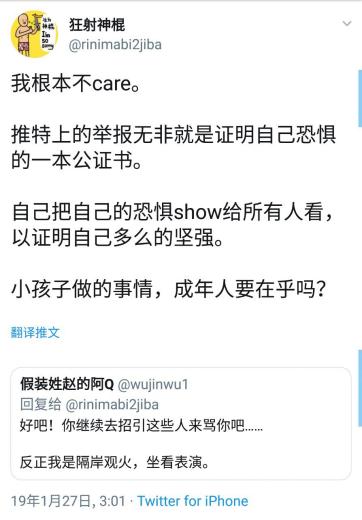 狂射神棍
@rinimabi2jiba
我根本不care。
推特上的举报无非就是证明自己恐惧
的一本公证书。
自己把自己的恐惧show给所有人看，
以证明自己多么的坚强。
小孩子做的事情，成年人要在乎吗？
翻译推文
假装姓赵的阿Q @wujinwu1
回复给 @rinimabi2jiba
好吧！你继续去招引这些人来骂你吧……
反正我是隔岸观火，坐看表演。
19年1月27日, 3:01 · Twitter for iPhone